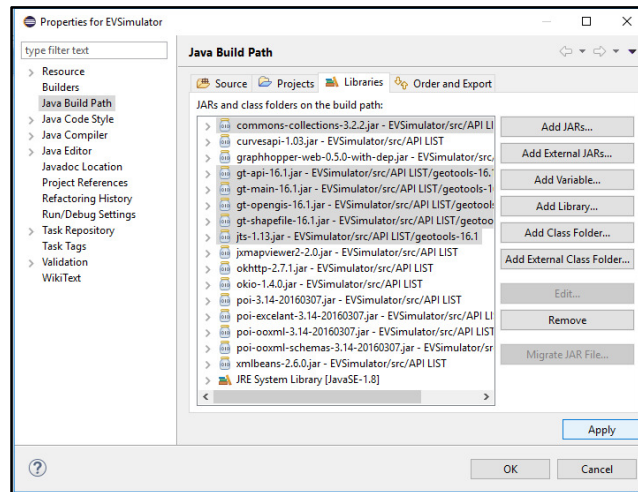 Properties for EVSimulator
type filter text
Resource
Builders
Java Build Path
Java Code Style
Java Compiler
Java Editor
Javadoc Location
Project References
Refactoring History
Run/Debug Settings
Task Repository
Task Tags
Validation
WikiText
Java Build Path
Source Projects Libraries Order and Export
JARs and class folders on the build path:
commons-collections-3.2.2.jar - EVSimulator/src/API LI
curvesapi-1.03.jar - EVSimulator/src/API LIST
graphhopper-web-0.5.0-with-dep.jar - EVSimulator/src/
gt-api-16.1.jar - EVSimulator/src/API LIST/geotools-16.
gt-main-16.1.jar - EVSimulator/src/API LIST/geotools-1
gt-opengis-16.1.jar - EVSimulator/src/API LIST/geotoo
gt-shapefile-16.1.jar - EVSimulator/src/API LIST/geotoo
jts-1.13.jar - EVSimulator/src/API LIST/geotools-16.1
jxmapviewer2-2.0.jar - EVSimulator/src/API LIST
okhttp-2.7.1.jar - EVSimulator/src/API LIST
okio-1.4.0.jar - EVSimulator/src/API LIST
poi-3.14-20160307.jar - EVSimulator/src/API LIST
poi-excelant-3.14-20160307.jar - EVSimulator/src/API LI
poi-ooxml-3.14-20160307.jar - EVSimulator/src/API LIST
poi-ooxml-schemas-3.14-20160307.jar - EVSimulator/sr
xmlbeans-2.6.0.jar - EVSimulator/src/API LIST
JRE System Library [JavaSE-1.8]
Add JARs...
Add External JARs...
Add Variable...
Add Library...
Add Class Folder...
Add External Class Folder...
Edit...
Remove
Migrate JAR File...
Apply
OK Cancel